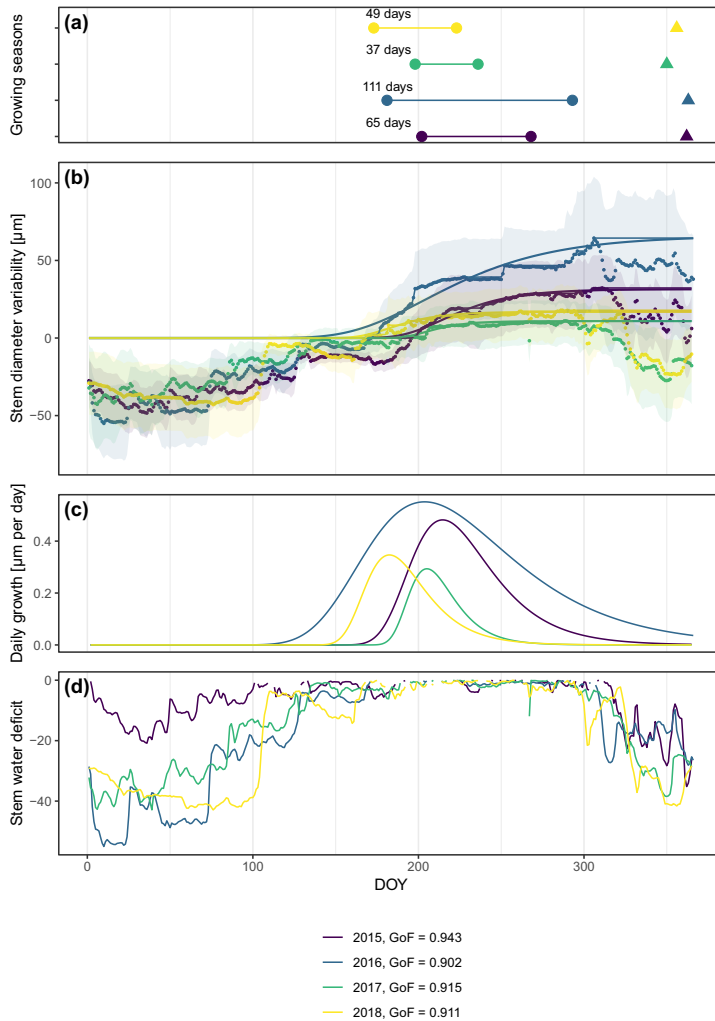 (a)
Growing seasons
49 days
37 days
111 days
65 days
(b)
Stem diameter variability [µm]
100
50
0
−50
(c)
Daily growth [µm per day]
0.4
0.2
0.0
(d)
Stem water deficit
0
−20
−40
0
100
200
300
DOY
2015, GoF = 0.943
2016, GoF = 0.902
2017, GoF = 0.915
2018, GoF = 0.911